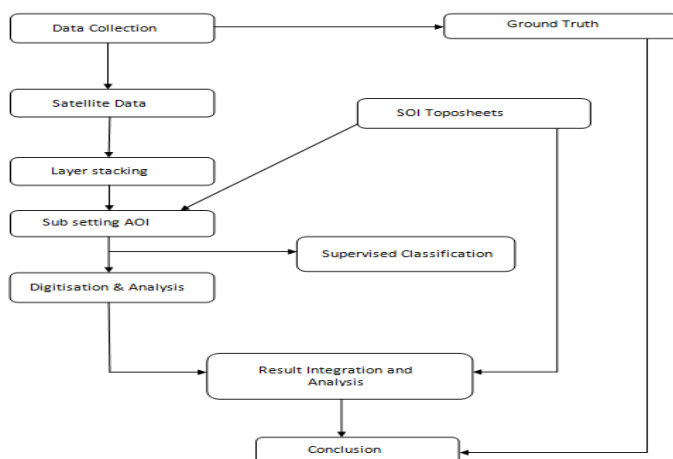 Data Collection
Ground Truth
Satellite Data
SOI Toposheets
Layer stacking
Sub setting AOI
Supervised Classification
Digitisation & Analysis
Result Integration and
Analysis
Conclusion